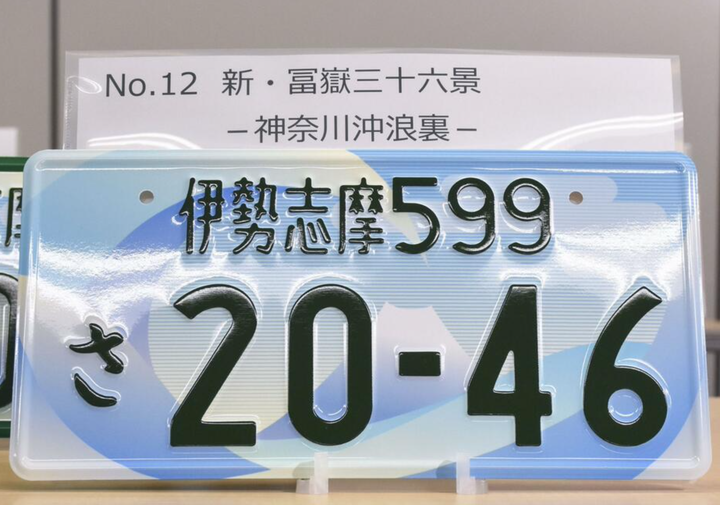 No.12 新・冨嶽三十六景
－神奈川沖浪裏－
伊勢志摩599
さ 20-46